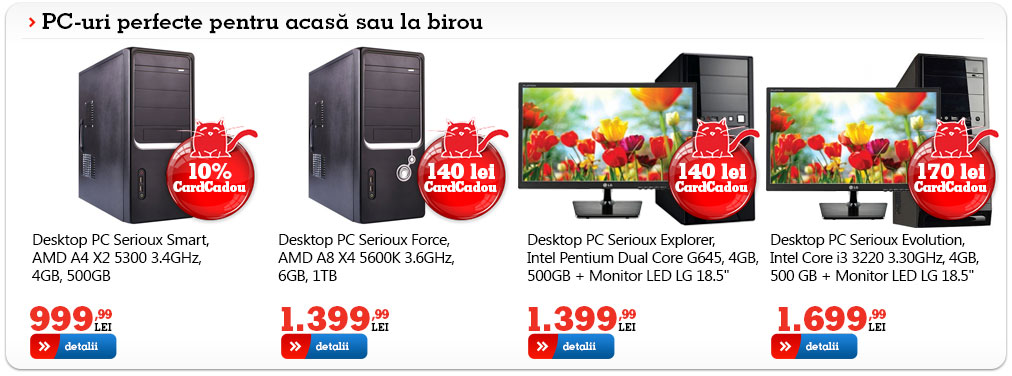 PC-uri perfecte pentru acasă sau la birou
10%
CardCadou
140 lei
CardCadou
140 lei
CardCadou
170 lei
CardCadou
LG
LG
Desktop PC Serioux Smart,
AMD A4 X2 5300 3.4GHz,
4GB, 500GB
999,99
LEI
detalii
Desktop PC Serioux Force,
AMD A8 X4 5600K 3.6GHz,
6GB, 1TB
1.399,99
LEI
detalii
Desktop PC Serioux Explorer,
Intel Pentium Dual Core G645, 4GB,
500GB + Monitor LED LG 18.5"
1.399,99
LEI
detalii
Desktop PC Serioux Evolution,
Intel Core i3 3220 3.30GHz, 4GB,
500 GB + Monitor LED LG 18.5"
1.699,99
LEI
detalii